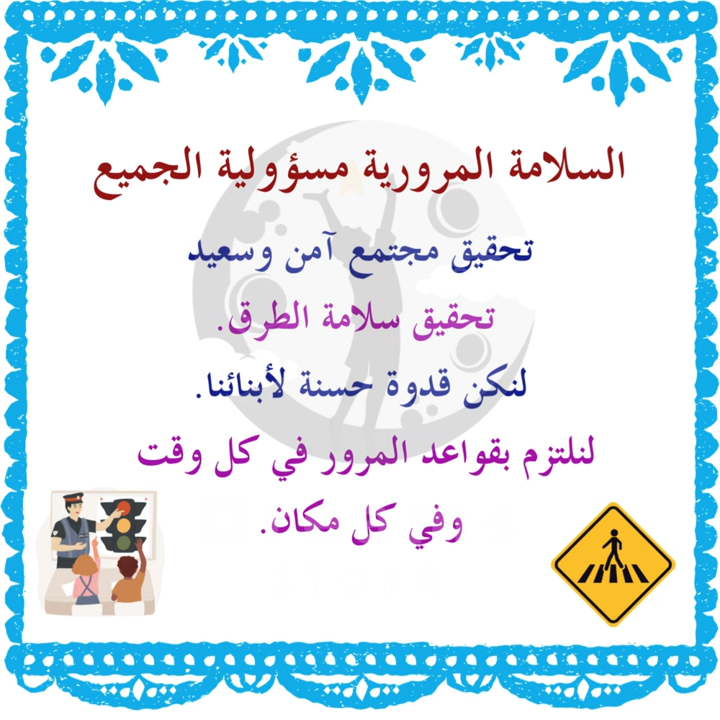 السلامة المرورية مسؤولية الجميع
تحقيق مجتمع آمن وسعيد
تحقيق سلامة الطرق.
لنكن قدوة حسنة لأبنائنا.
لنلتزم بقواعد المرور في كل وقت
وفي كل مكان.